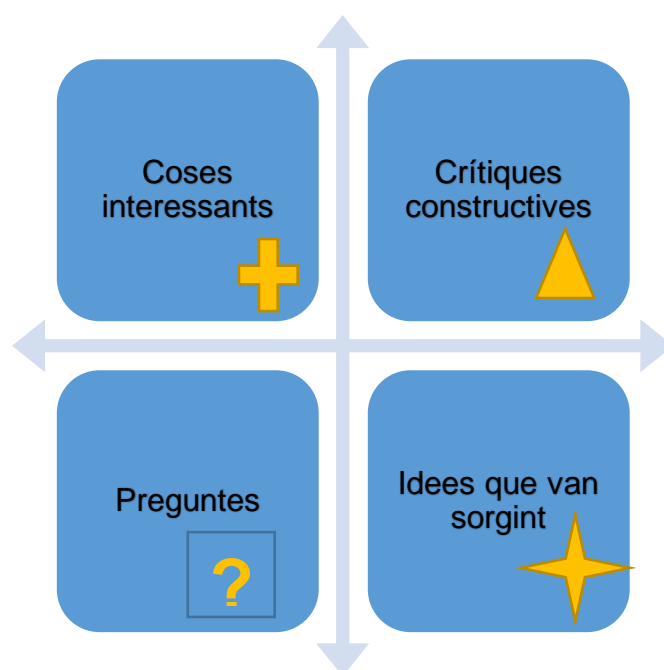 Coses
interessants
Crítiques
constructives
Preguntes
?
Idees que van
sorgint